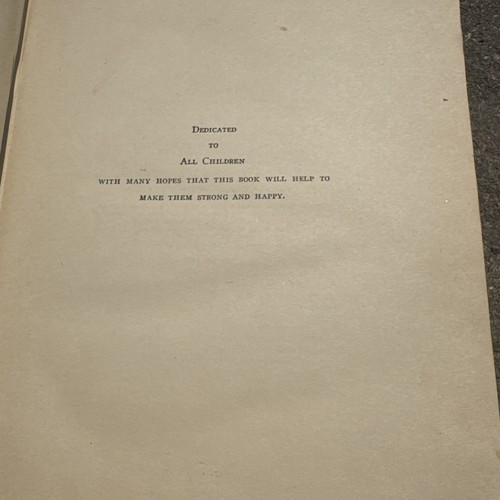 Dedicated
to
All Children
with many hopes that this book will help to
make them strong and happy.